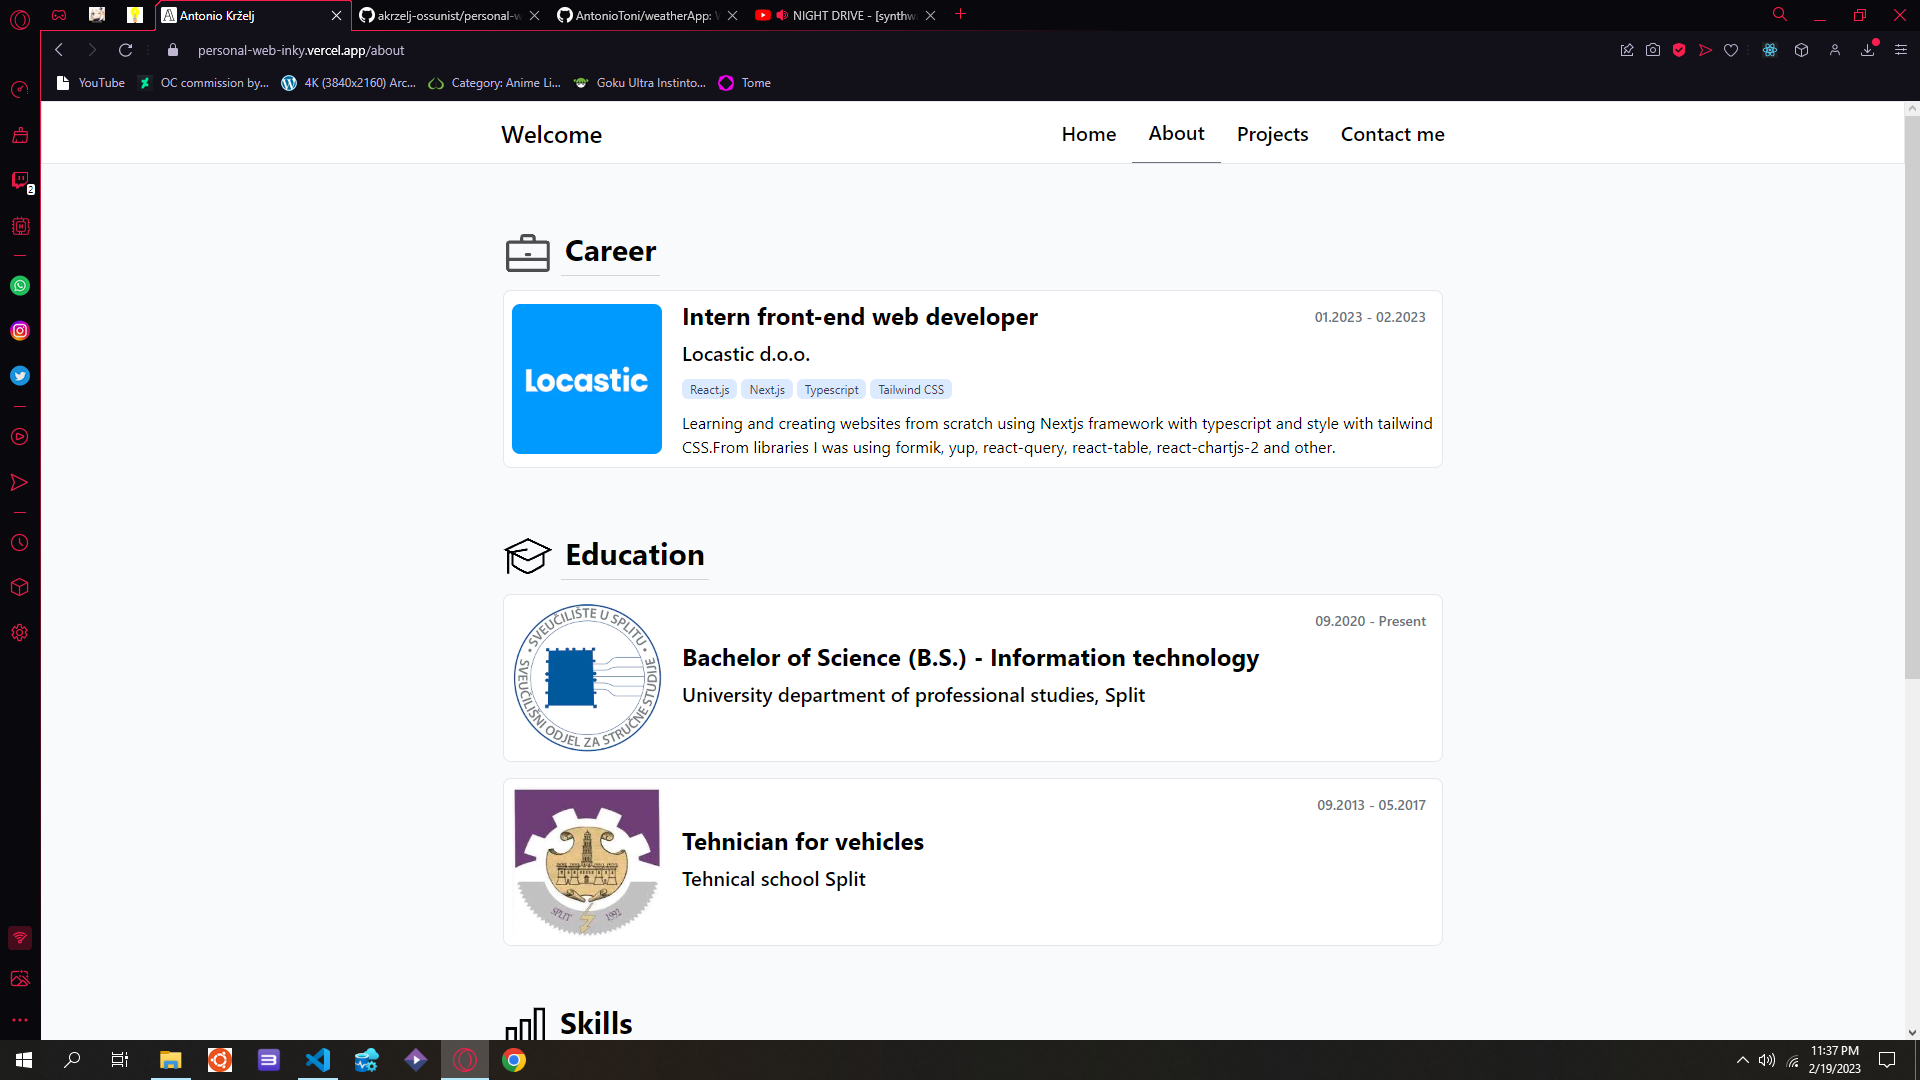 Antonio Krželj
akrzelj-ossunist/personal-w
AntonioToni/weatherApp:
NIGHT DRIVE - [synthw
personal-web-inky.vercel.app/about
YouTube
OC commission by...
4K (3840x2160) Arc...
Category: Anime Li...
Goku Ultra Instinto...
Tome
2
Welcome
Home
About
Projects
Contact me
Career
Locastic
Intern front-end web developer
01.2023 - 02.2023
Locastic d.o.o.
React.js
Next.js
Typescript
Tailwind CSS
Learning and creating websites from scratch using Nextjs framework with typescript and style with tailwind
CSS.From libraries I was using formik, yup, react-query, react-table, react-chartjs-2 and other.
Education
• SVEUČILIŠTE U SPLITU •
SVEUČILIŠNI ODJEL ZA STRUČNE STUDIJE
09.2020 - Present
Bachelor of Science (B.S.) - Information technology
University department of professional studies, Split
SPLIT 1992
09.2013 - 05.2017
Tehnician for vehicles
Tehnical school Split
Skills
11:37 PM
2/19/2023